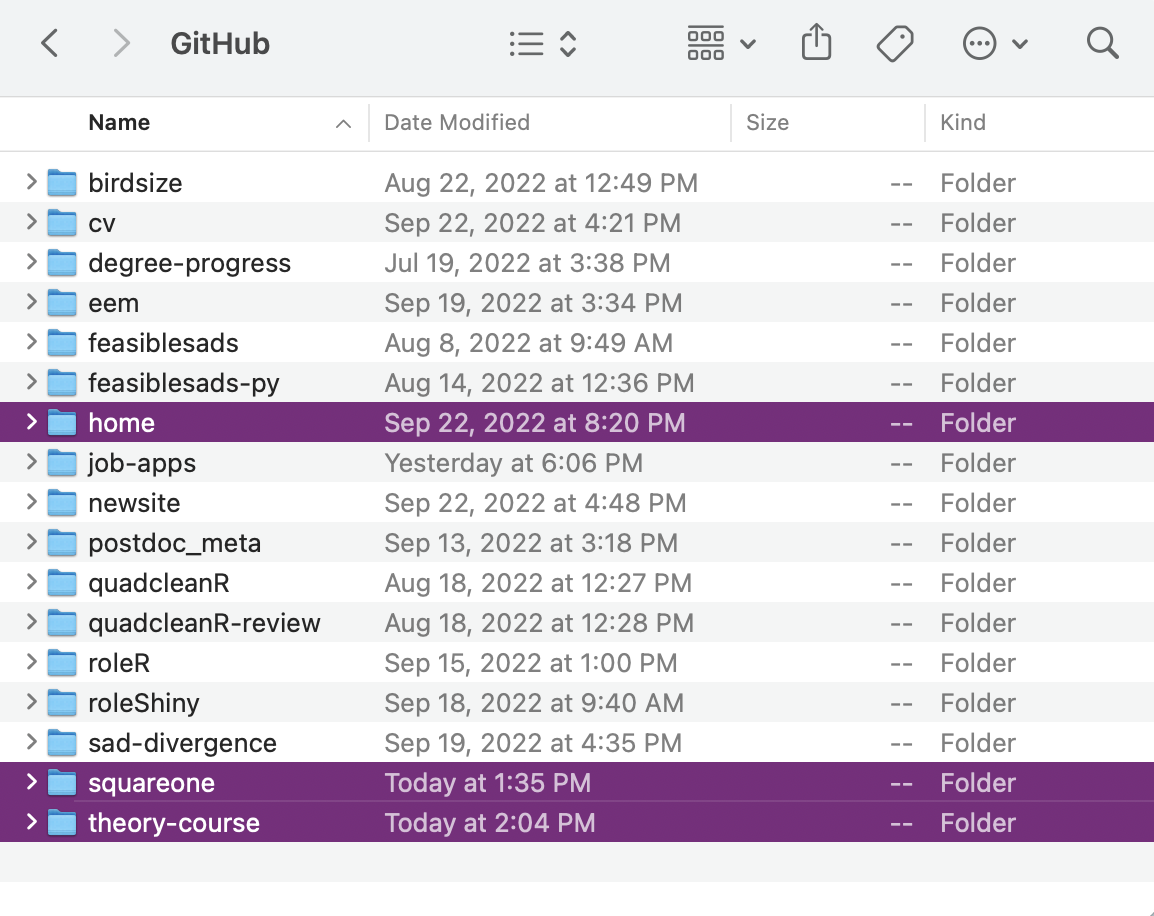 GitHub
Name Date Modified Size Kind
birdsize Aug 22, 2022 at 12:49 PM -- Folder
cv Sep 22, 2022 at 4:21 PM -- Folder
degree-progress Jul 19, 2022 at 3:38 PM -- Folder
eem Sep 19, 2022 at 3:34 PM -- Folder
feasiblesads Aug 8, 2022 at 9:49 AM -- Folder
feasiblesads-py Aug 14, 2022 at 12:36 PM -- Folder
home Sep 22, 2022 at 8:20 PM -- Folder
job-apps Yesterday at 6:06 PM -- Folder
newsite Sep 22, 2022 at 4:48 PM -- Folder
postdoc_meta Sep 13, 2022 at 3:18 PM -- Folder
quadcleanR Aug 18, 2022 at 12:27 PM -- Folder
quadcleanR-review Aug 18, 2022 at 12:28 PM -- Folder
roleR Sep 15, 2022 at 1:00 PM -- Folder
roleShiny Sep 18, 2022 at 9:40 AM -- Folder
sad-divergence Sep 19, 2022 at 4:35 PM -- Folder
squareone Today at 1:35 PM -- Folder
theory-course Today at 2:04 PM -- Folder